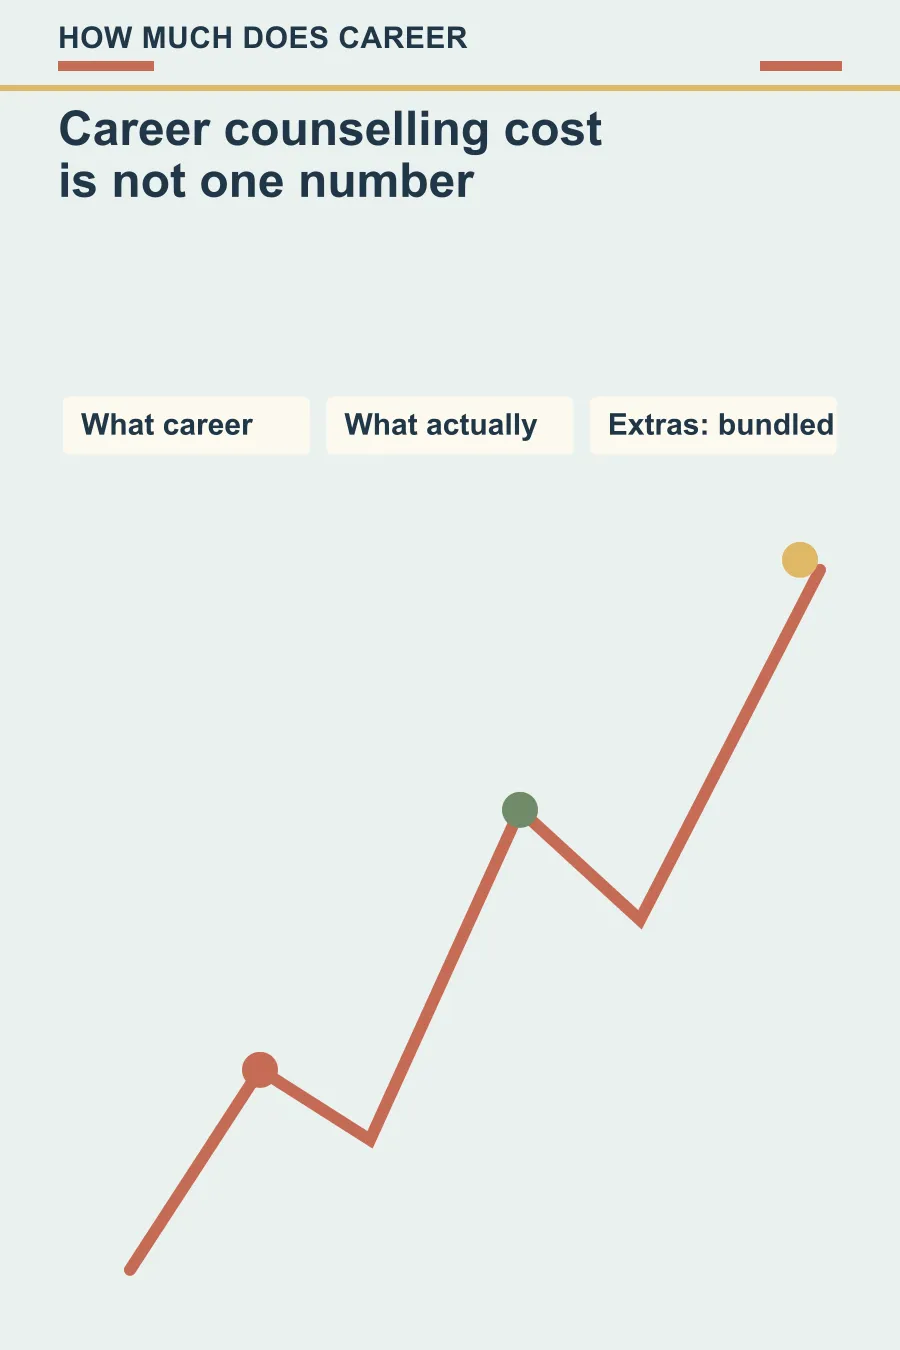 HOW MUCH DOES CAREER
Career counselling cost
is not one number
What career
What actually
Extras: bundled